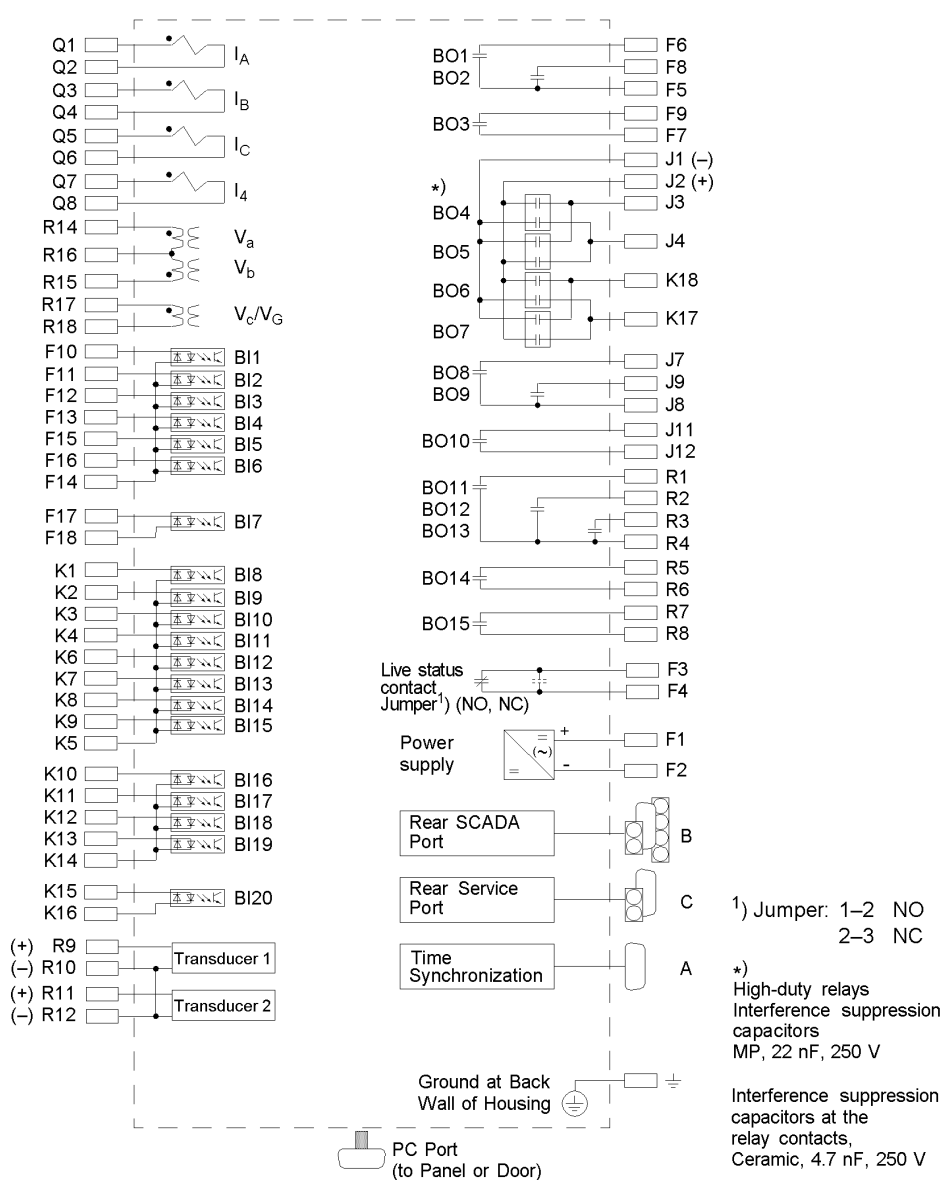 Q1
Q2
I_A
Q3
Q4
I_B
Q5
Q6
I_C
Q7
Q8
I_4
R14
V_a
R16
V_b
R15
R17
V_c/V_G
R18
F10
BI1
F11
BI2
F12
BI3
F13
BI4
F15
BI5
F16
BI6
F14
F17
BI7
F18
K1
BI8
K2
BI9
K3
BI10
K4
BI11
K6
BI12
K7
BI13
K8
BI14
K9
BI15
K5
K10
BI16
K11
BI17
K12
BI18
K13
BI19
K14
K15
BI20
K16
(+) R9
Transducer 1
(–) R10
(+) R11
Transducer 2
(–) R12
BO1
BO2
F6
F8
F5
BO3
F9
F7
J1 (–)
J2 (+)
*)
J3
BO4
J4
BO5
BO6
K18
BO7
K17
BO8
BO9
J7
J9
J8
BO10
J11
J12
BO11
BO12
BO13
R1
R2
R3
R4
BO14
R5
R6
BO15
R7
R8
Live status
contact
Jumper¹) (NO, NC)
F3
F4
Power
supply
+
=
(~)
=
-
F1
F2
Rear SCADA
Port
B
Rear Service
Port
C
Time
Synchronization
A
Ground at Back
Wall of Housing
PC Port
(to Panel or Door)
¹) Jumper: 1–2 NO
2–3 NC
*)
High-duty relays
Interference suppression
capacitors
MP, 22 nF, 250 V
Interference suppression
capacitors at the
relay contacts,
Ceramic, 4.7 nF, 250 V